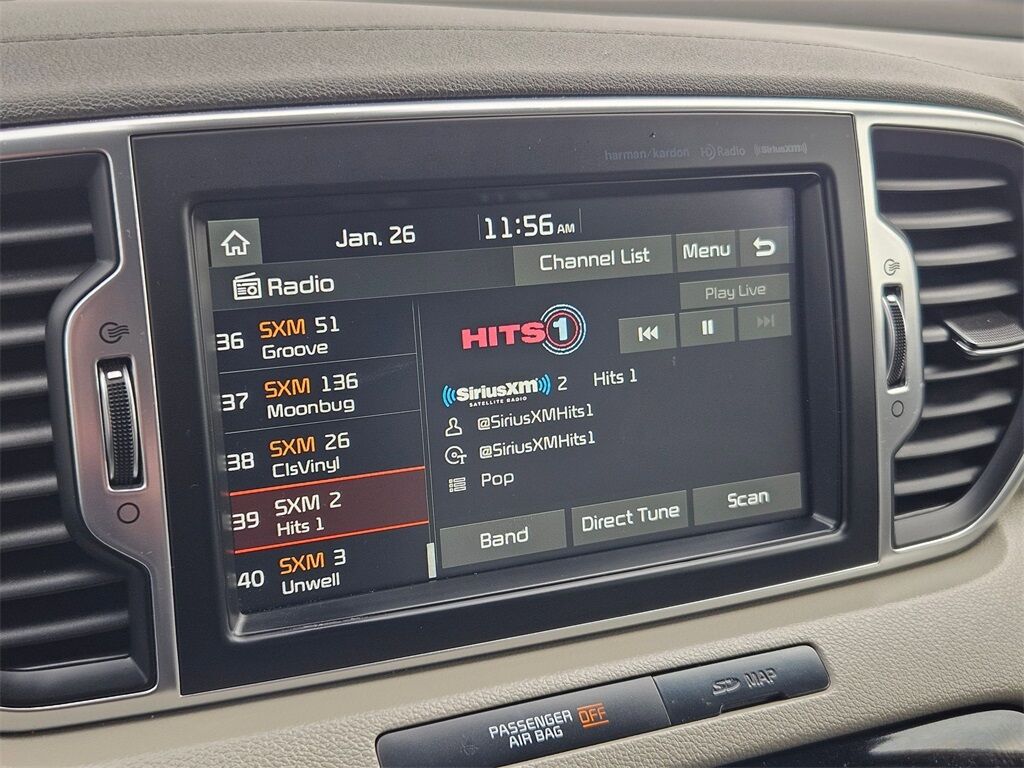 harman/kardon HD Radio ((SiriusXM))
Jan. 26 11:56 AM
Channel List Menu
Radio
Play Live
36 SXM 51
Groove
37 SXM 136
Moonbug
38 SXM 26
ClsVinyl
39 SXM 2
Hits 1
40 SXM 3
Unwell
HITS 1
((SiriusXM)) 2 Hits 1
SATELLITE RADIO
@SiriusXMHits1
@SiriusXMHits1
Pop
Band Direct Tune Scan
PASSENGER OFF
AIR BAG
SD MAP